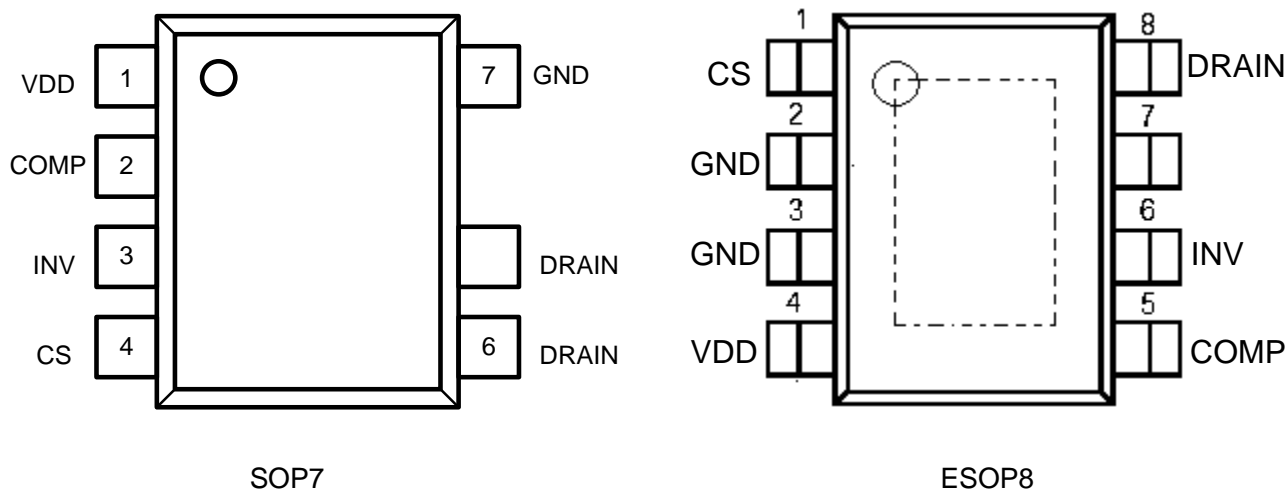 VDD 1 7 GND
COMP 2
INV 3 DRAIN
CS 4 6 DRAIN
SOP7
1 8
CS DRAIN
2 7
GND
3 6
GND INV
4 5
VDD COMP
ESOP8